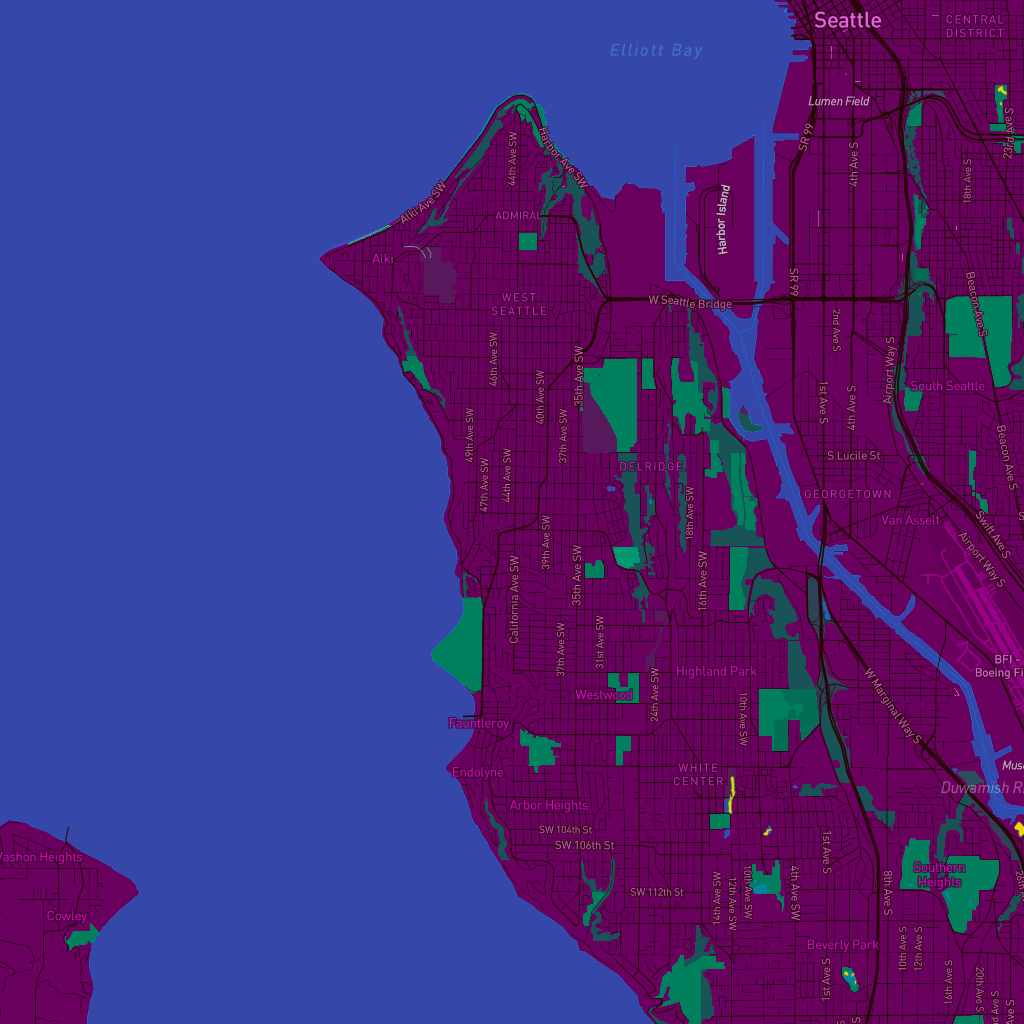 Seattle
CENTRAL
DISTRICT
Elliott Bay
Lumen Field
SR 99
4th Ave S
23rd Ave S
Harbor Ave SW
44th Ave SW
18th Ave S
Alki Ave SW
ADMIRAL
Harbor Island
Alki
SR 99
Beacon Ave S
WEST
SEATTLE
W Seattle Bridge
2nd Ave S
46th Ave SW
35th Ave SW
Airport Way S
40th Ave SW
South Seattle
1st Ave S
4th Ave S
49th Ave SW
37th Ave SW
Beacon Ave S
S Lucile St
44th Ave SW
47th Ave SW
DELRIDGE
GEORGETOWN
18th Ave SW
Van Asselt
Swift Ave S
39th Ave SW
Airport Way S
35th Ave SW
16th Ave SW
California Ave SW
37th Ave SW
31st Ave SW
BFI -
Boeing Fi
Highland Park
24th Ave SW
Westwood
10th Ave SW
W Marginal Way S
Fauntleroy
Endolyne
WHITE
CENTER
Muse
Duwamish Ri
Arbor Heights
SW 104th St
SW 106th St
1st Ave S
Vashon Heights
Southern
Heights
SW 112th St
14th Ave SW
12th Ave SW
10th Ave SW
4th Ave SW
8th Ave S
26th
Cowley
Beverly Park
10th Ave S
12th Ave S
1st Ave S
16th Ave S
20th Ave S